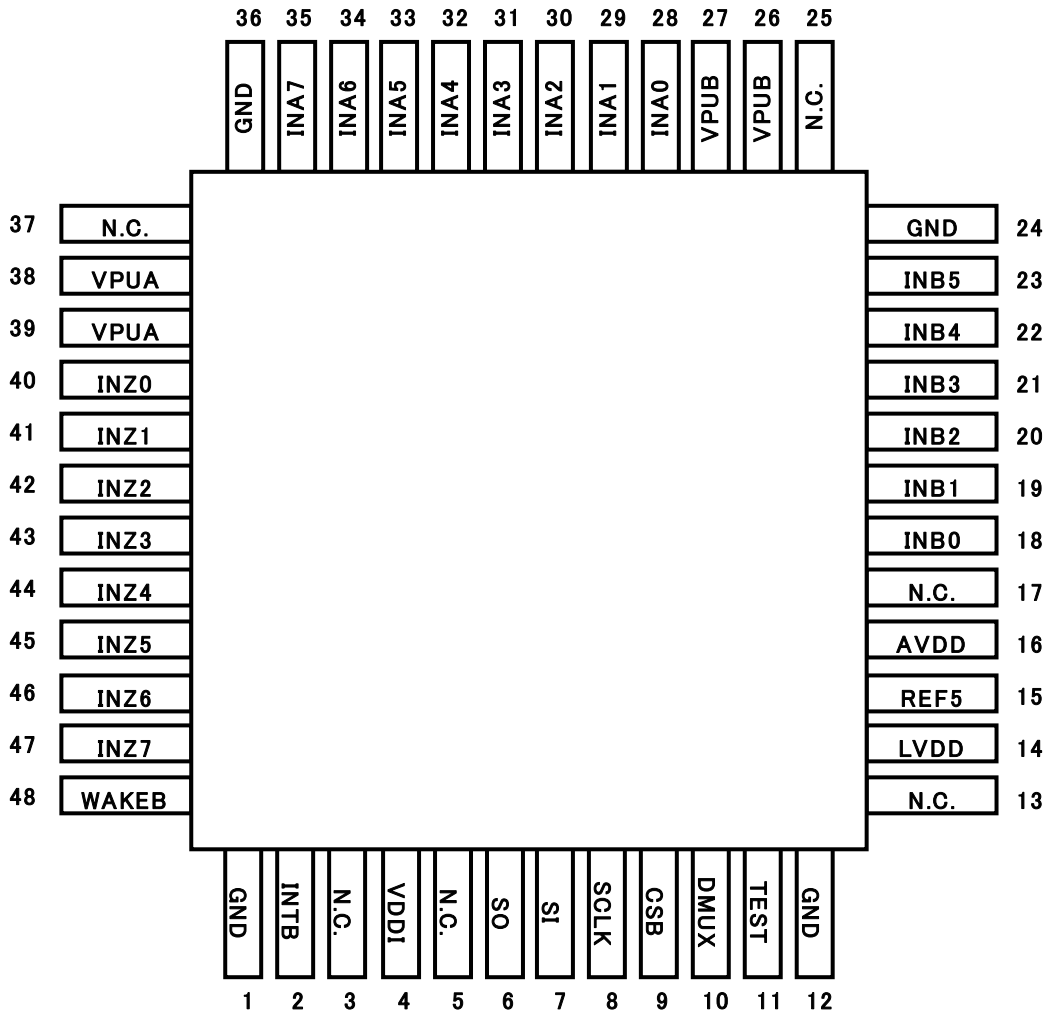 36 35 34 33 32 31 30 29 28 27 26 25
GND INA7 INA6 INA5 INA4 INA3 INA2 INA1 INA0 VPUB VPUB N.C.
37 N.C. GND 24
38 VPUA INB5 23
39 VPUA INB4 22
40 INZ0 INB3 21
41 INZ1 INB2 20
42 INZ2 INB1 19
43 INZ3 INB0 18
44 INZ4 N.C. 17
45 INZ5 AVDD 16
46 INZ6 REF5 15
47 INZ7 LVDD 14
48 WAKEB N.C. 13
GND INTB N.C. VDDI N.C. SO SI SCLK CSB DMUX TEST GND
1 2 3 4 5 6 7 8 9 10 11 12